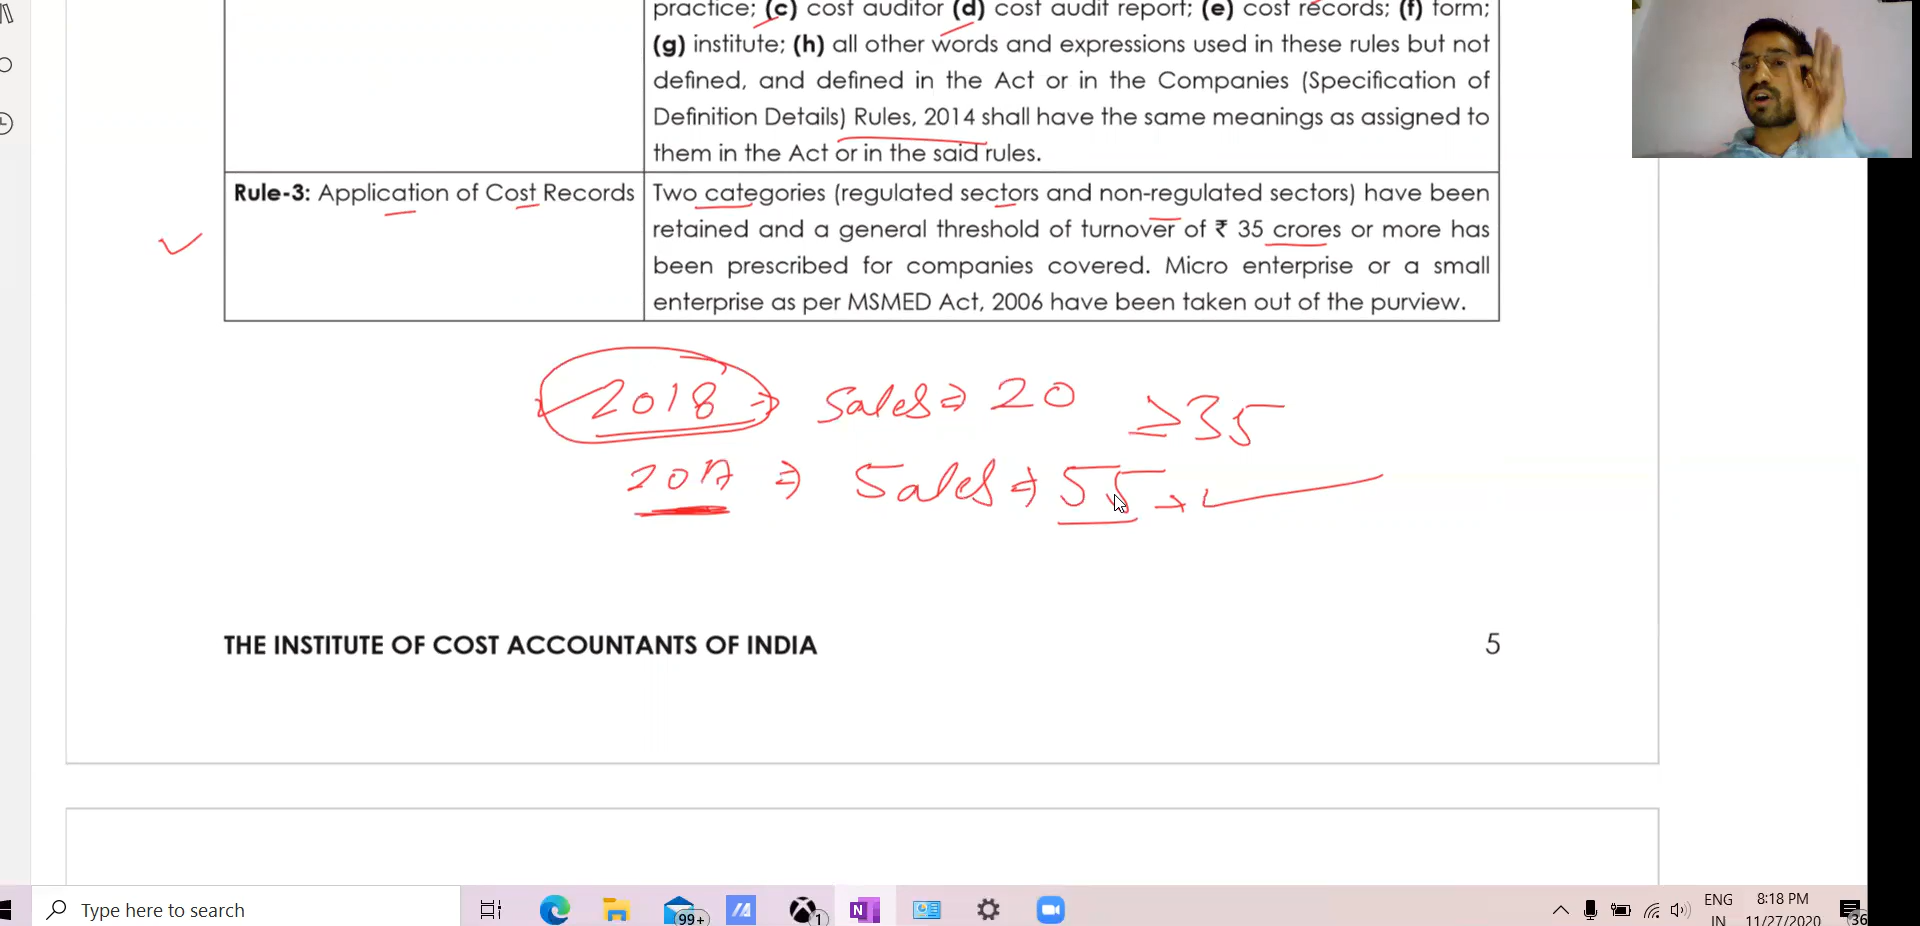 practice; (c) cost auditor (d) cost audit report; (e) cost records; (f) form;
(g) institute; (h) all other words and expressions used in these rules but not
defined, and defined in the Act or in the Companies (Specification of
Definition Details) Rules, 2014 shall have the same meanings as assigned to
them in the Act or in the said rules.
Rule-3: Application of Cost Records
Two categories (regulated sectors and non-regulated sectors) have been
retained and a general threshold of turnover of ₹ 35 crores or more has
been prescribed for companies covered. Micro enterprise or a small
enterprise as per MSMED Act, 2006 have been taken out of the purview.
2018 ⇒ Sales ⇒ 20 ≥35
2017 ⇒ Sales ⇒ 55 →
THE INSTITUTE OF COST ACCOUNTANTS OF INDIA 5
Type here to search
99+
1
ENG
IN
8:18 PM
11/27/2020
36